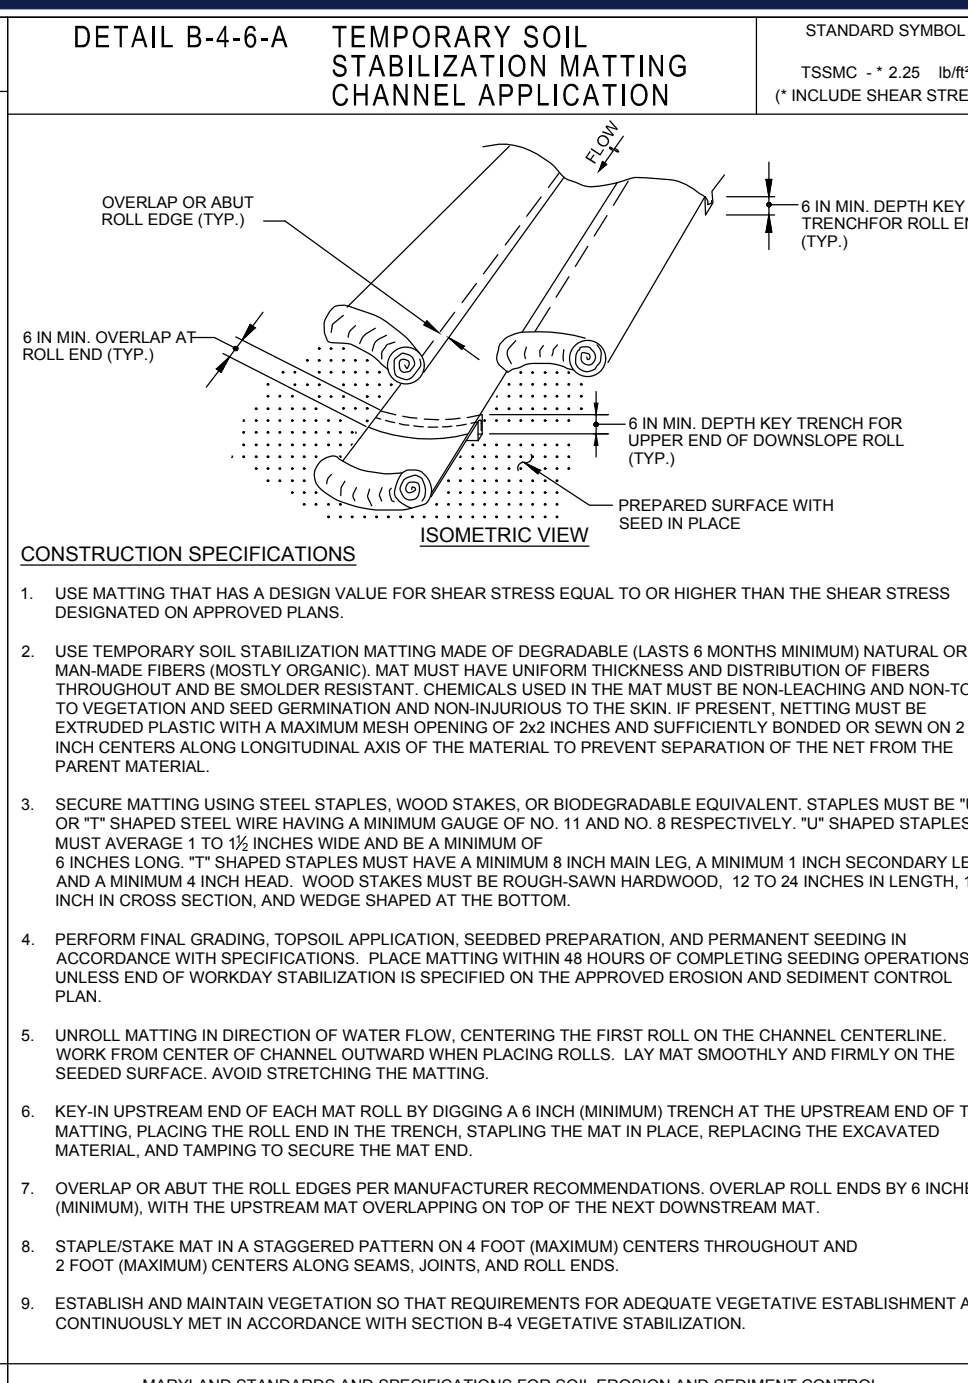 DETAIL B-4-6-A TEMPORARY SOIL
STABILIZATION MATTING
CHANNEL APPLICATION
STANDARD SYMBOL
TSSMC - * 2.25 lb/ft²
(* INCLUDE SHEAR STRE
FLOW
OVERLAP OR ABUT
ROLL EDGE (TYP.)
6 IN MIN. DEPTH KEY
TRENCHFOR ROLL EN
(TYP.)
6 IN MIN. OVERLAP AT
ROLL END (TYP.)
6 IN MIN. DEPTH KEY TRENCH FOR
UPPER END OF DOWNSLOPE ROLL
(TYP.)
PREPARED SURFACE WITH
SEED IN PLACE
ISOMETRIC VIEW
CONSTRUCTION SPECIFICATIONS
1. USE MATTING THAT HAS A DESIGN VALUE FOR SHEAR STRESS EQUAL TO OR HIGHER THAN THE SHEAR STRESS
DESIGNATED ON APPROVED PLANS.
2. USE TEMPORARY SOIL STABILIZATION MATTING MADE OF DEGRADABLE (LASTS 6 MONTHS MINIMUM) NATURAL OR
MAN-MADE FIBERS (MOSTLY ORGANIC). MAT MUST HAVE UNIFORM THICKNESS AND DISTRIBUTION OF FIBERS
THROUGHOUT AND BE SMOLDER RESISTANT. CHEMICALS USED IN THE MAT MUST BE NON-LEACHING AND NON-TO
TO VEGETATION AND SEED GERMINATION AND NON-INJURIOUS TO THE SKIN. IF PRESENT, NETTING MUST BE
EXTRUDED PLASTIC WITH A MAXIMUM MESH OPENING OF 2x2 INCHES AND SUFFICIENTLY BONDED OR SEWN ON 2
INCH CENTERS ALONG LONGITUDINAL AXIS OF THE MATERIAL TO PREVENT SEPARATION OF THE NET FROM THE
PARENT MATERIAL.
3. SECURE MATTING USING STEEL STAPLES, WOOD STAKES, OR BIODEGRADABLE EQUIVALENT. STAPLES MUST BE "U
OR "T" SHAPED STEEL WIRE HAVING A MINIMUM GAUGE OF NO. 11 AND NO. 8 RESPECTIVELY. "U" SHAPED STAPLES
MUST AVERAGE 1 TO 1½ INCHES WIDE AND BE A MINIMUM OF
6 INCHES LONG. "T" SHAPED STAPLES MUST HAVE A MINIMUM 8 INCH MAIN LEG, A MINIMUM 1 INCH SECONDARY LE
AND A MINIMUM 4 INCH HEAD. WOOD STAKES MUST BE ROUGH-SAWN HARDWOOD, 12 TO 24 INCHES IN LENGTH, 1
INCH IN CROSS SECTION, AND WEDGE SHAPED AT THE BOTTOM.
4. PERFORM FINAL GRADING, TOPSOIL APPLICATION, SEEDBED PREPARATION, AND PERMANENT SEEDING IN
ACCORDANCE WITH SPECIFICATIONS. PLACE MATTING WITHIN 48 HOURS OF COMPLETING SEEDING OPERATIONS
UNLESS END OF WORKDAY STABILIZATION IS SPECIFIED ON THE APPROVED EROSION AND SEDIMENT CONTROL
PLAN.
5. UNROLL MATTING IN DIRECTION OF WATER FLOW, CENTERING THE FIRST ROLL ON THE CHANNEL CENTERLINE.
WORK FROM CENTER OF CHANNEL OUTWARD WHEN PLACING ROLLS. LAY MAT SMOOTHLY AND FIRMLY ON THE
SEEDED SURFACE. AVOID STRETCHING THE MATTING.
6. KEY-IN UPSTREAM END OF EACH MAT ROLL BY DIGGING A 6 INCH (MINIMUM) TRENCH AT THE UPSTREAM END OF T
MATTING, PLACING THE ROLL END IN THE TRENCH, STAPLING THE MAT IN PLACE, REPLACING THE EXCAVATED
MATERIAL, AND TAMPING TO SECURE THE MAT END.
7. OVERLAP OR ABUT THE ROLL EDGES PER MANUFACTURER RECOMMENDATIONS. OVERLAP ROLL ENDS BY 6 INCHE
(MINIMUM), WITH THE UPSTREAM MAT OVERLAPPING ON TOP OF THE NEXT DOWNSTREAM MAT.
8. STAPLE/STAKE MAT IN A STAGGERED PATTERN ON 4 FOOT (MAXIMUM) CENTERS THROUGHOUT AND
2 FOOT (MAXIMUM) CENTERS ALONG SEAMS, JOINTS, AND ROLL ENDS.
9. ESTABLISH AND MAINTAIN VEGETATION SO THAT REQUIREMENTS FOR ADEQUATE VEGETATIVE ESTABLISHMENT A
CONTINUOUSLY MET IN ACCORDANCE WITH SECTION B-4 VEGETATIVE STABILIZATION.
MARYLAND STANDARDS AND SPECIFICATIONS FOR SOIL EROSION AND SEDIMENT CONTROL